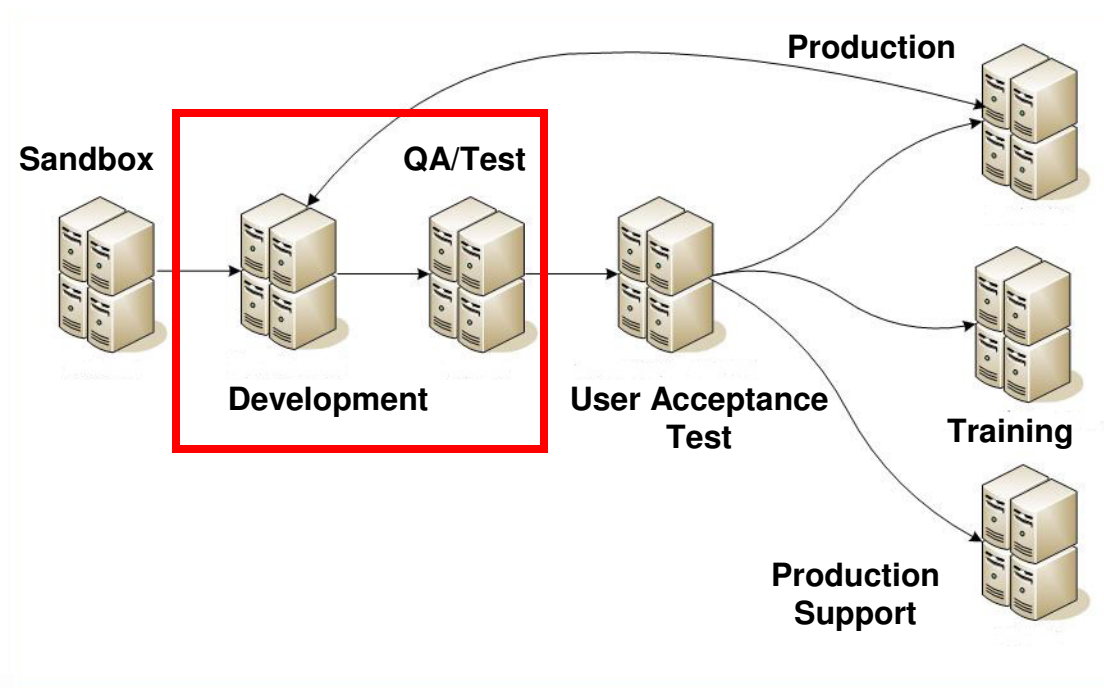 Production
Sandbox
QA/Test
Development
User Acceptance
Test
Training
Production
Support